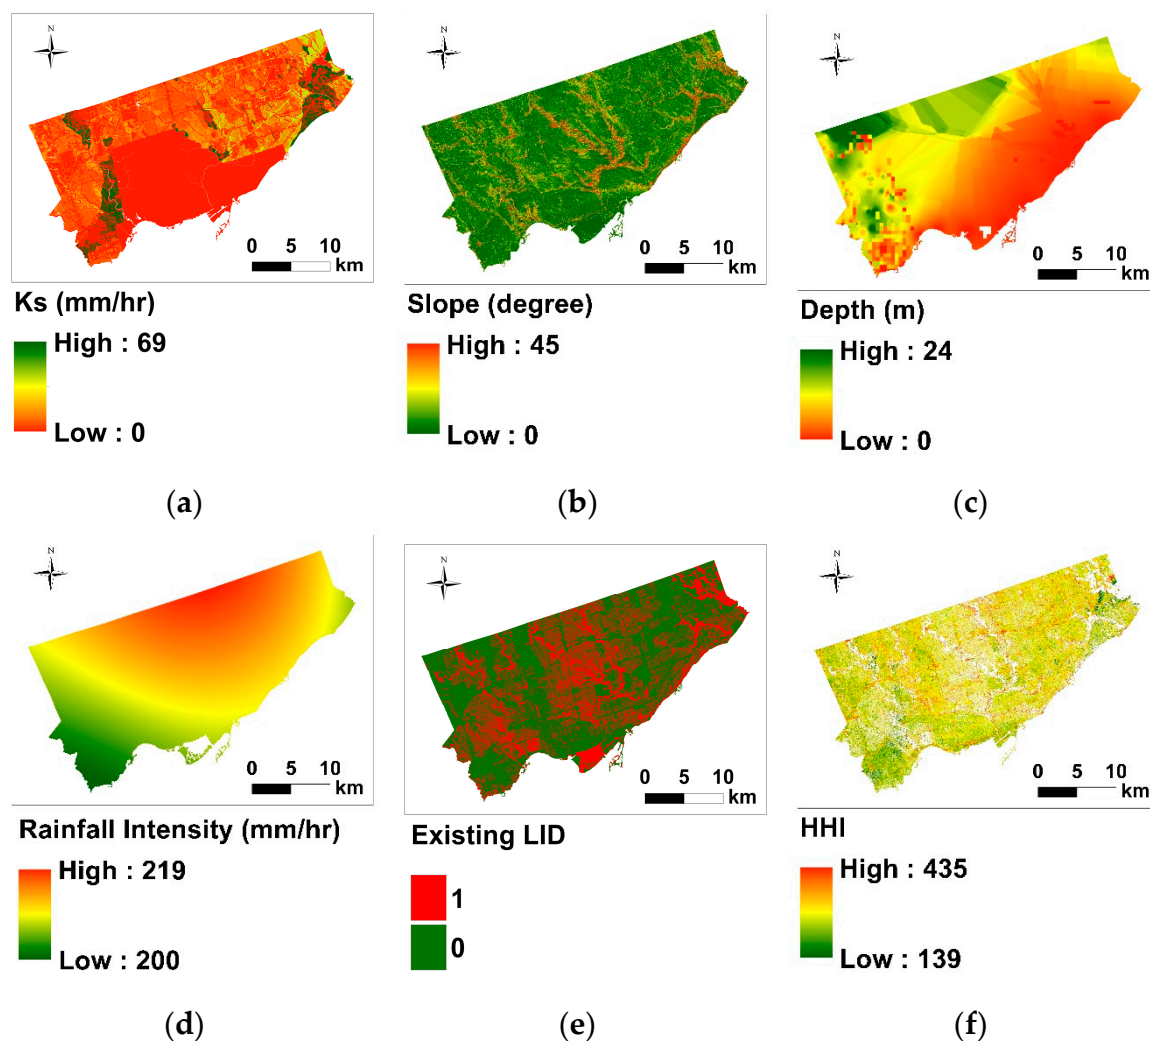 N
0 5 10
km
Ks (mm/hr)
High : 69
Low : 0
(a)
N
0 5 10
km
Slope (degree)
High : 45
Low : 0
(b)
N
0 5 10
km
Depth (m)
High : 24
Low : 0
(c)
N
0 5 10
km
Rainfall Intensity (mm/hr)
High : 219
Low : 200
(d)
N
0 5 10
km
Existing LID
1
0
(e)
N
0 5 10
km
HHI
High : 435
Low : 139
(f)